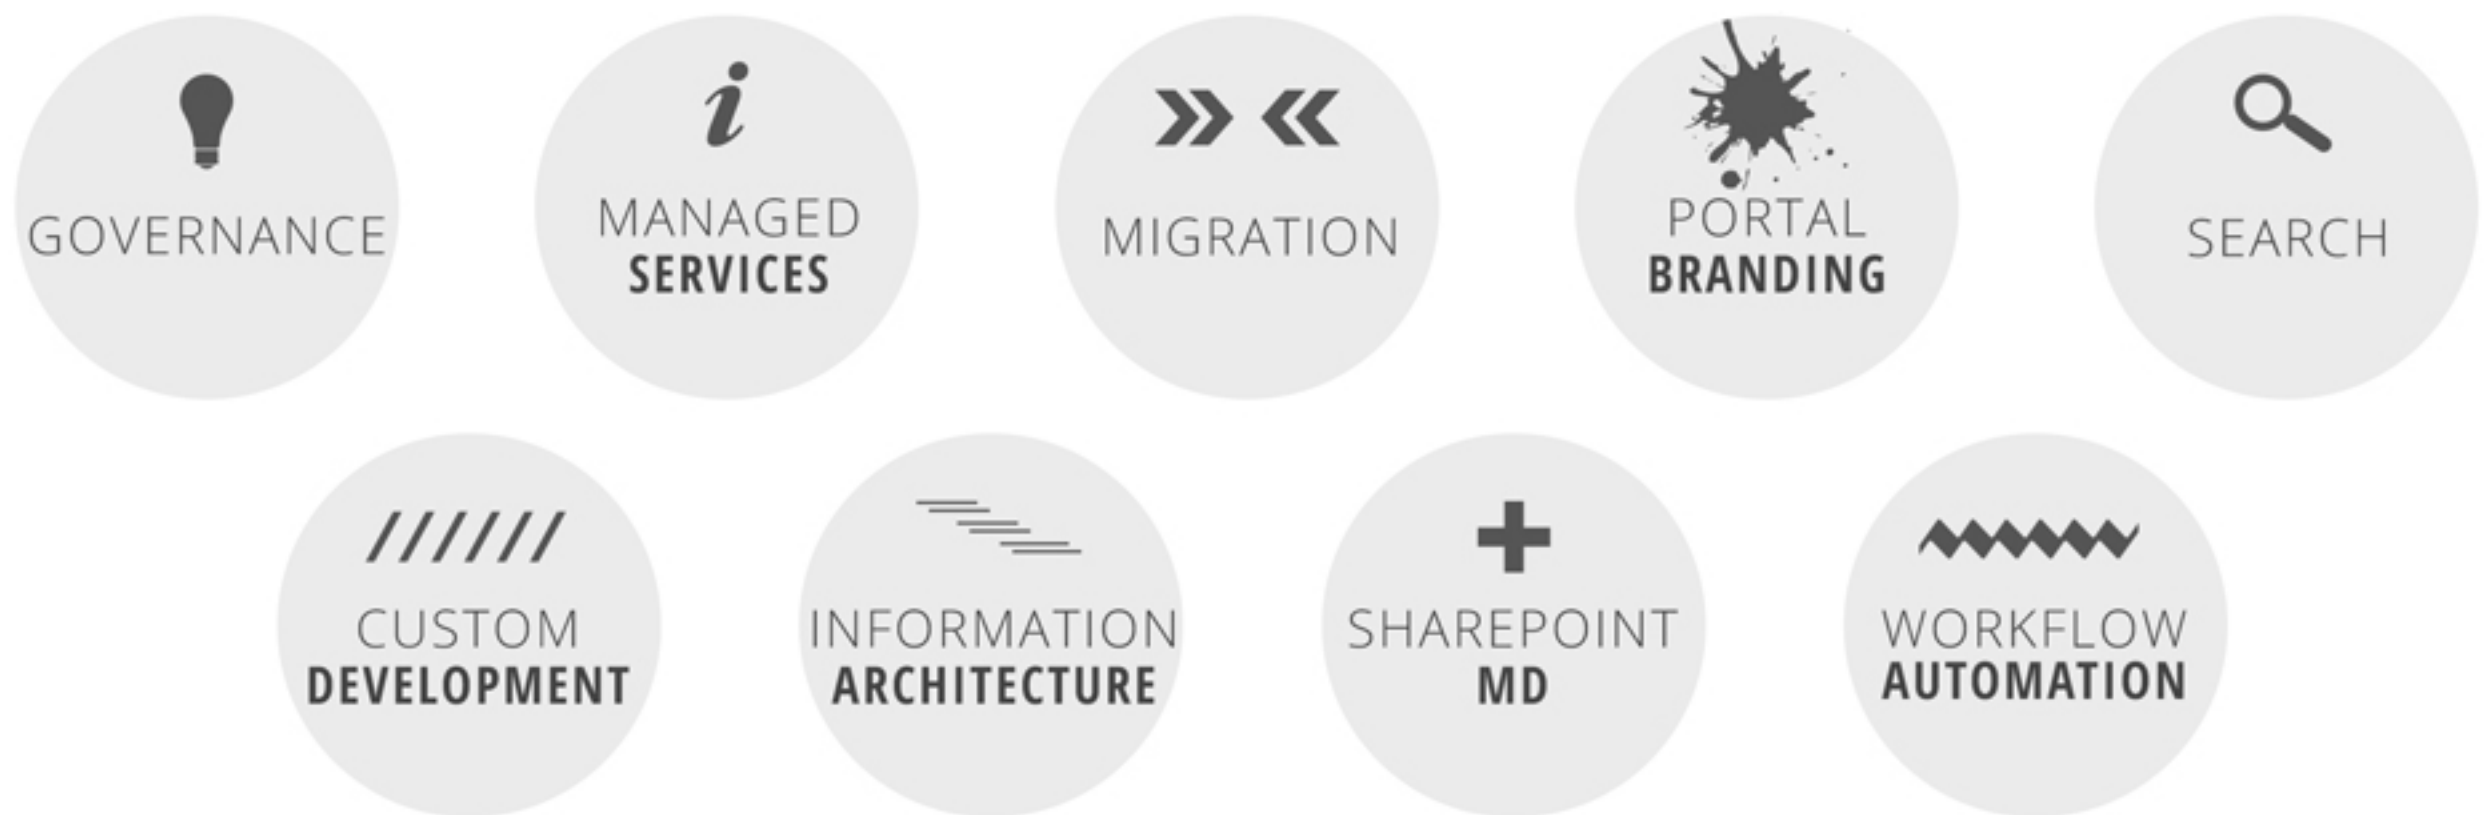 GOVERNANCE
MANAGED
SERVICES
MIGRATION
PORTAL
BRANDING
SEARCH
CUSTOM
DEVELOPMENT
INFORMATION
ARCHITECTURE
SHAREPOINT
MD
WORKFLOW
AUTOMATION